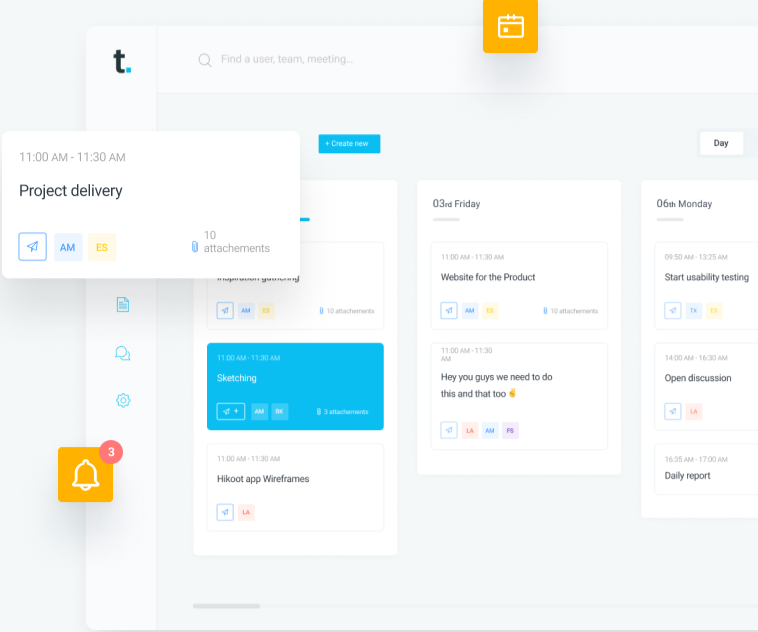 t.
Find a user, team, meeting...
+ Create new
Day
11:00 AM - 11:30 AM
Project delivery
AM
ES
10
attachements
Inspiration gathering
AM
ES
10 attachements
11:00 AM - 11:30 AM
Sketching
+
AM
BK
3 attachements
11:00 AM - 11:30 AM
Hikoot app Wireframes
LA
03rd Friday
11:00 AM - 11:30 AM
Website for the Product
AM
ES
10 attachements
11:00 AM - 11:30
AM
Hey you guys we need to do
this and that too ✌
LA
AM
FS
06th Monday
09:50 AM - 13:25 AM
Start usability testing
TX
ES
14:00 AM - 16:30 AM
Open discussion
LA
16:35 AM - 17:00 AM
Daily report
3